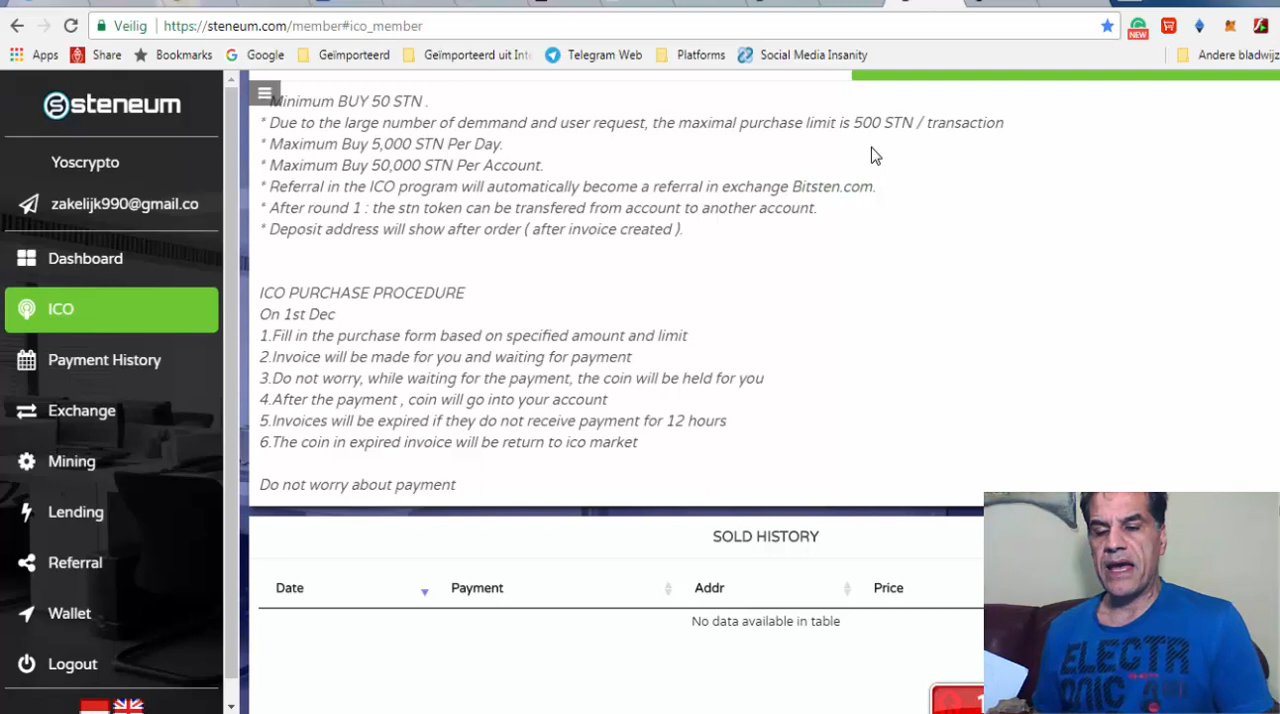 Veilig
https://steneum.com/member#ico_member
NEW
Apps
Share
Bookmarks
Google
Geïmporteerd
Geïmporteerd uit Int
Telegram Web
Platforms
Social Media Insanity
Andere bladwijz
steneum
Yoscrypto
zakelijk990@gmail.co
Dashboard
ICO
Payment History
Exchange
Mining
Lending
Referral
Wallet
Logout
Minimum BUY 50 STN .
* Due to the large number of demmand and user request, the maximal purchase limit is 500 STN / transaction
* Maximum Buy 5,000 STN Per Day.
* Maximum Buy 50,000 STN Per Account.
* Referral in the ICO program will automatically become a referral in exchange Bitsten.com.
* After round 1 : the stn token can be transfered from account to another account.
* Deposit address will show after order ( after invoice created ).
ICO PURCHASE PROCEDURE
On 1st Dec
1.Fill in the purchase form based on specified amount and limit
2.Invoice will be made for you and waiting for payment
3.Do not worry, while waiting for the payment, the coin will be held for you
4.After the payment , coin will go into your account
5.Invoices will be expired if they do not receive payment for 12 hours
6.The coin in expired invoice will be return to ico market
Do not worry about payment
SOLD HISTORY
Date Payment Addr Price
No data available in table
ELECTR